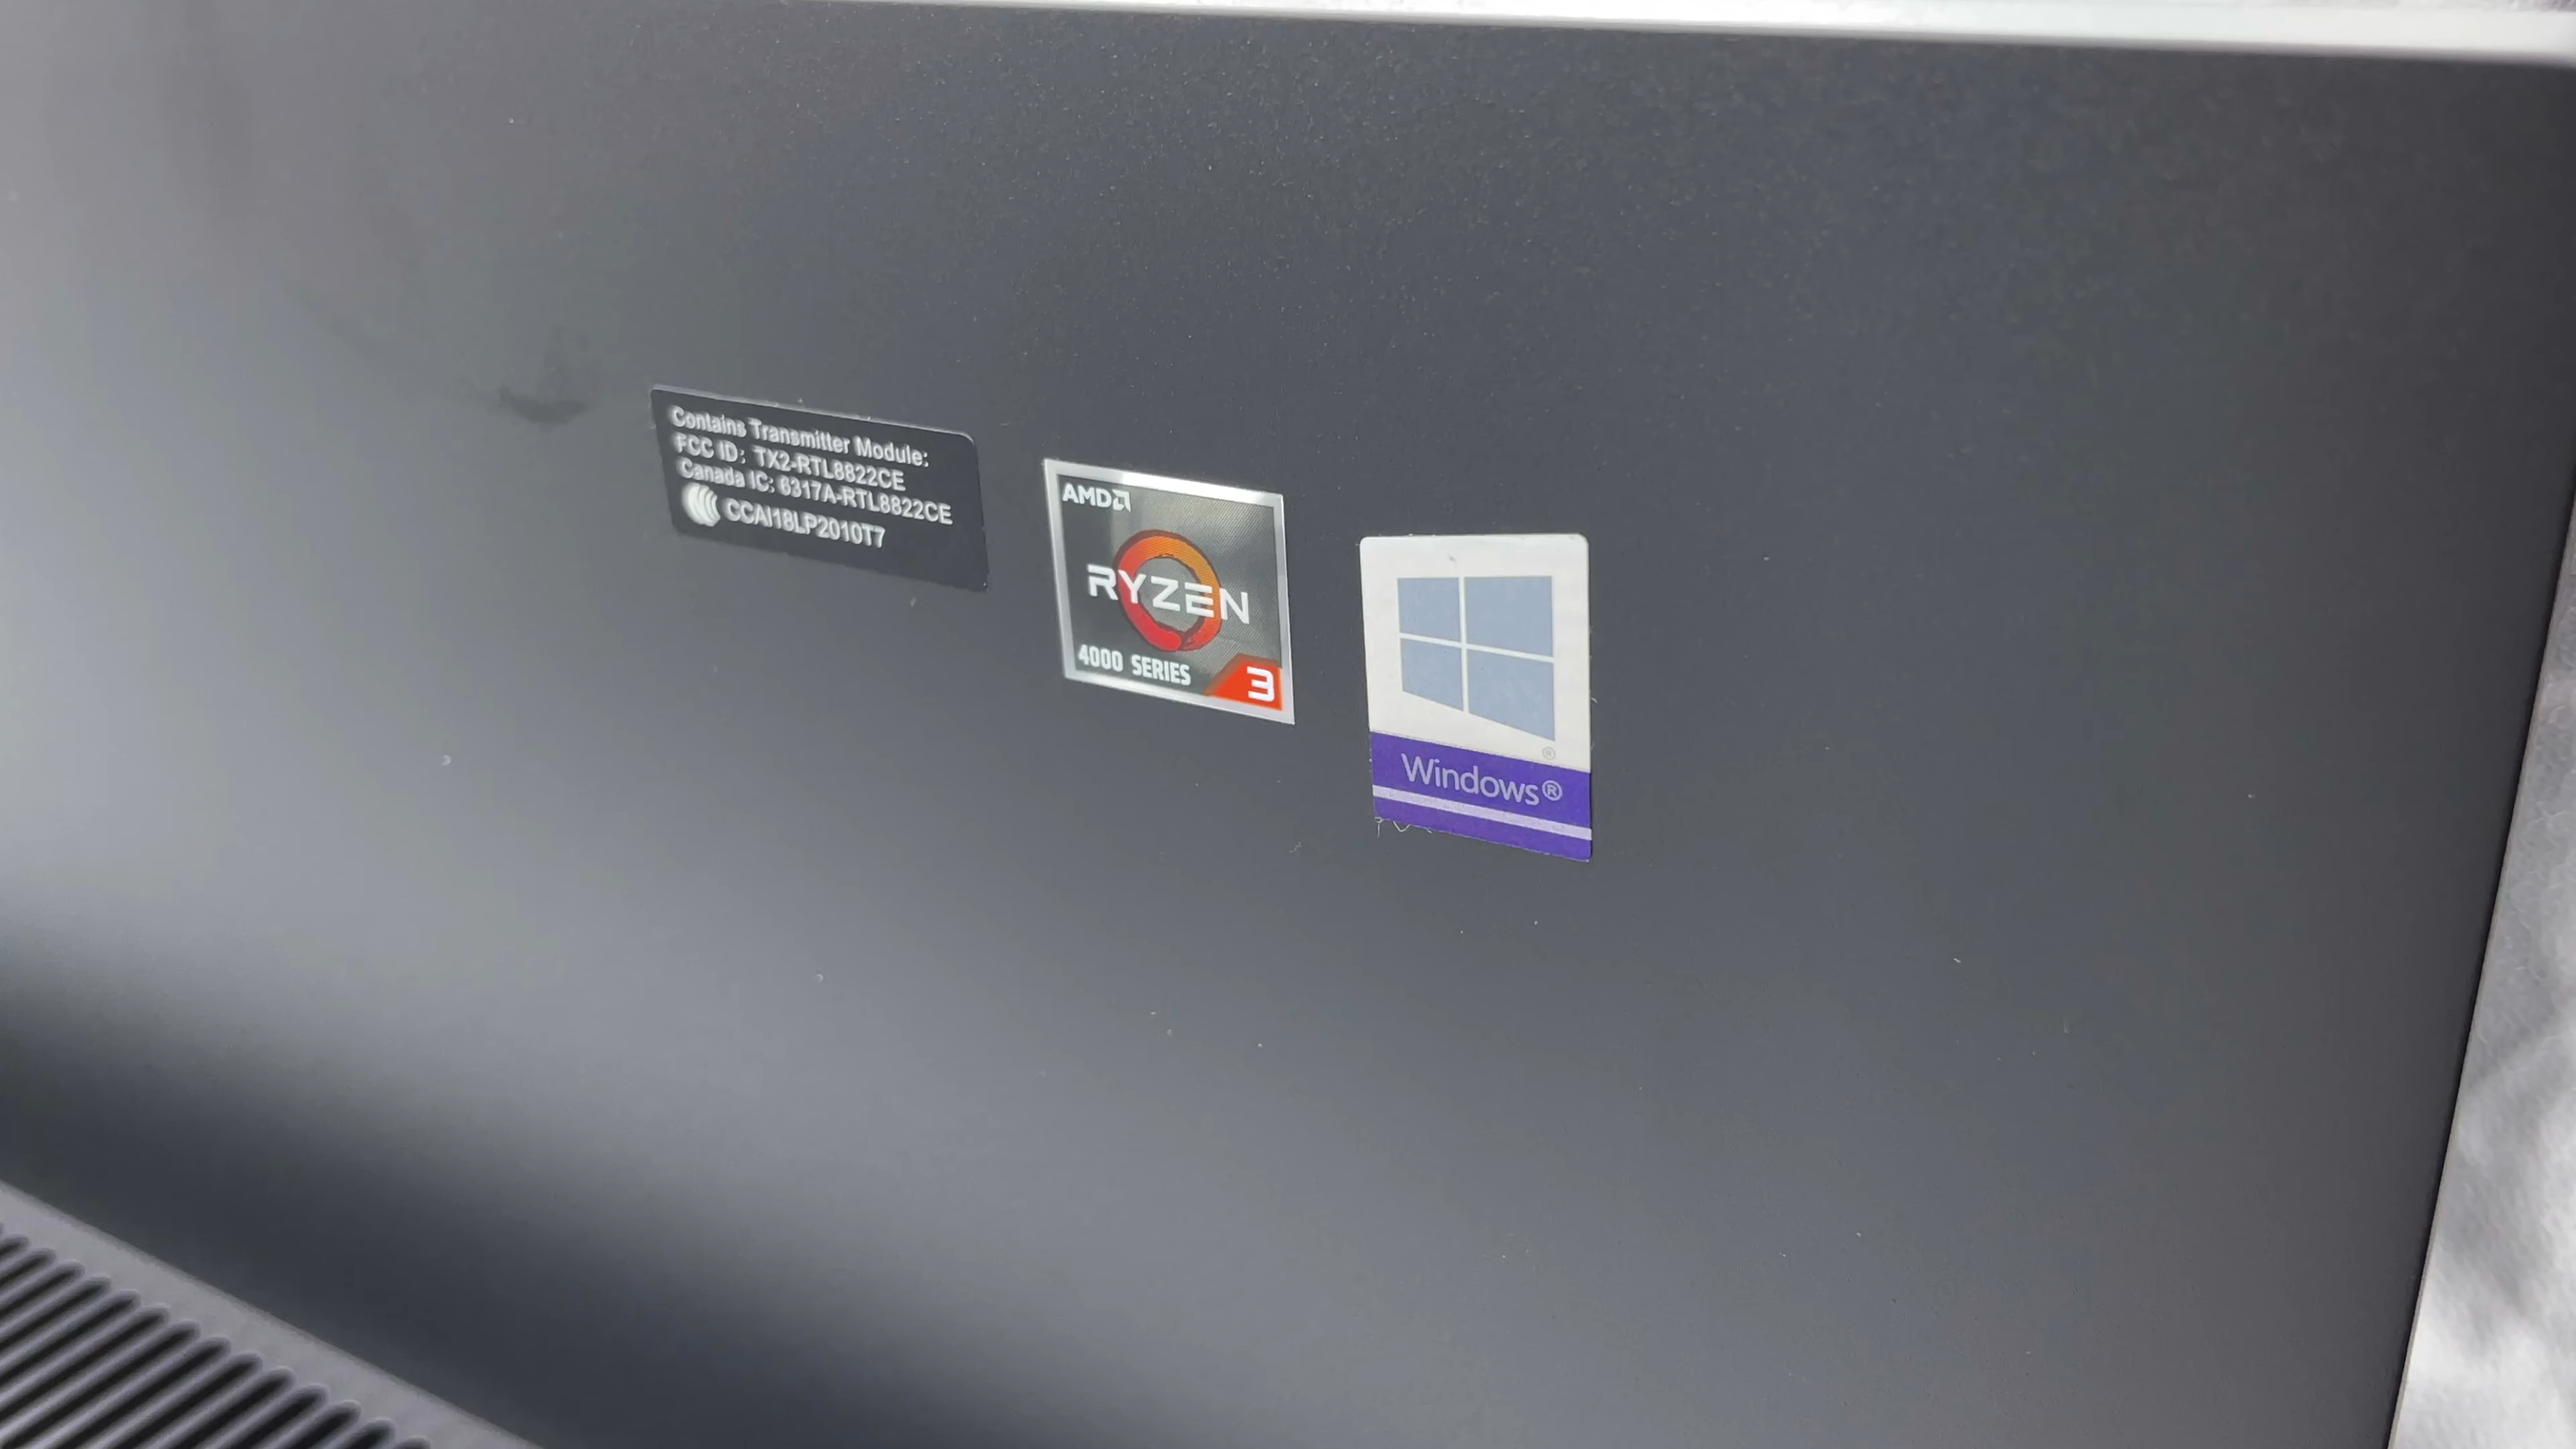 Contains Transmitter Module:
FCC ID: TX2-RTL8822CE
Canada IC: 6317A-RTL8822CE
CCAI18LP2010T7
AMD
RYZEN
4000 SERIES
3
®
Windows®